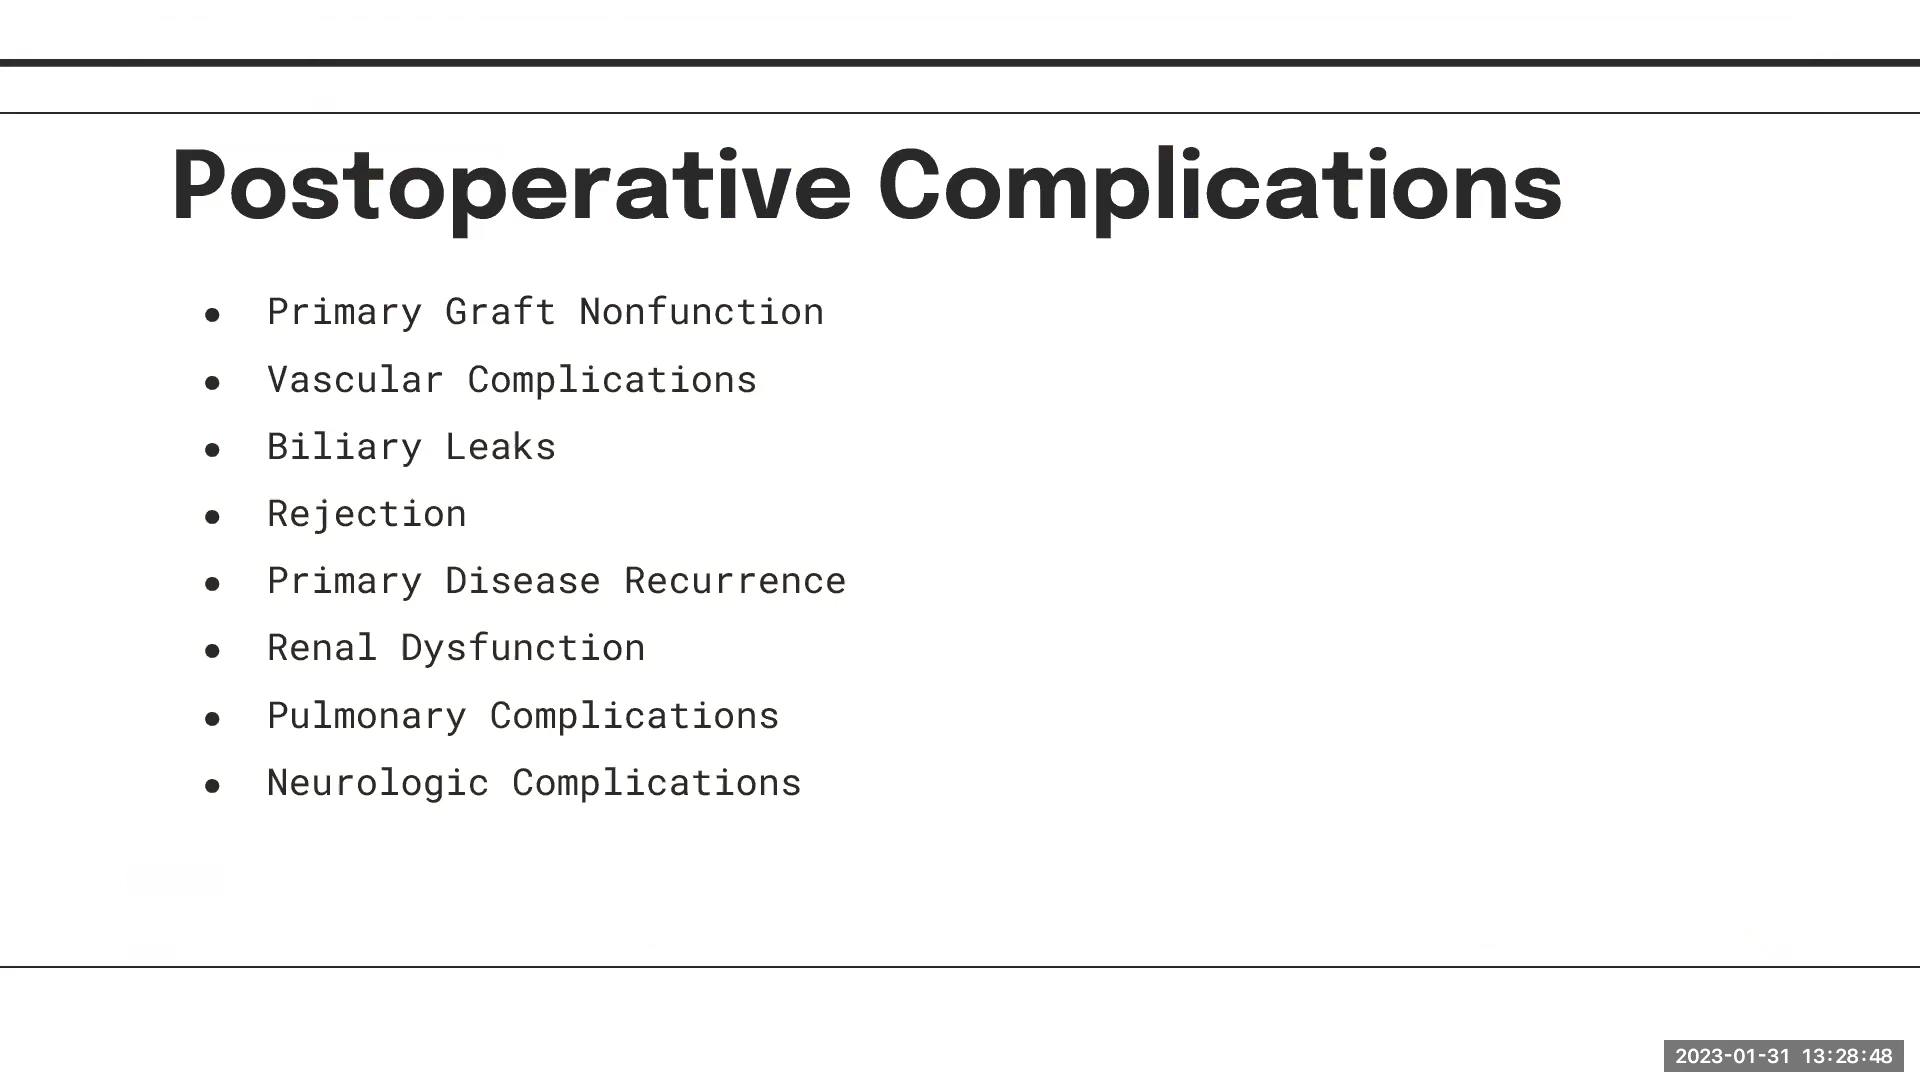 Postoperative Complications
● Primary Graft Nonfunction
● Vascular Complications
● Biliary Leaks
● Rejection
● Primary Disease Recurrence
● Renal Dysfunction
● Pulmonary Complications
● Neurologic Complications
2023-01-31 13:28:48